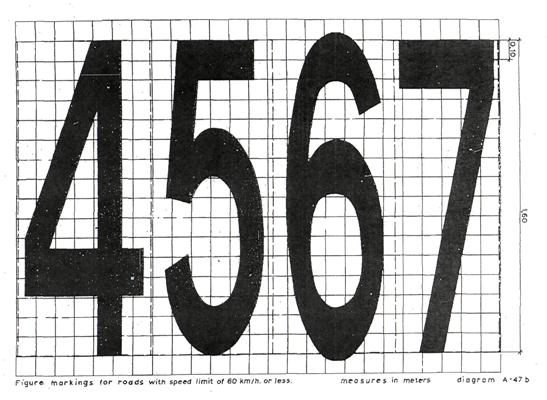 4567
0,10
1,60
Figure markings for roads with speed limit of 60 km/h. or less. measures in meters diagram A-47b